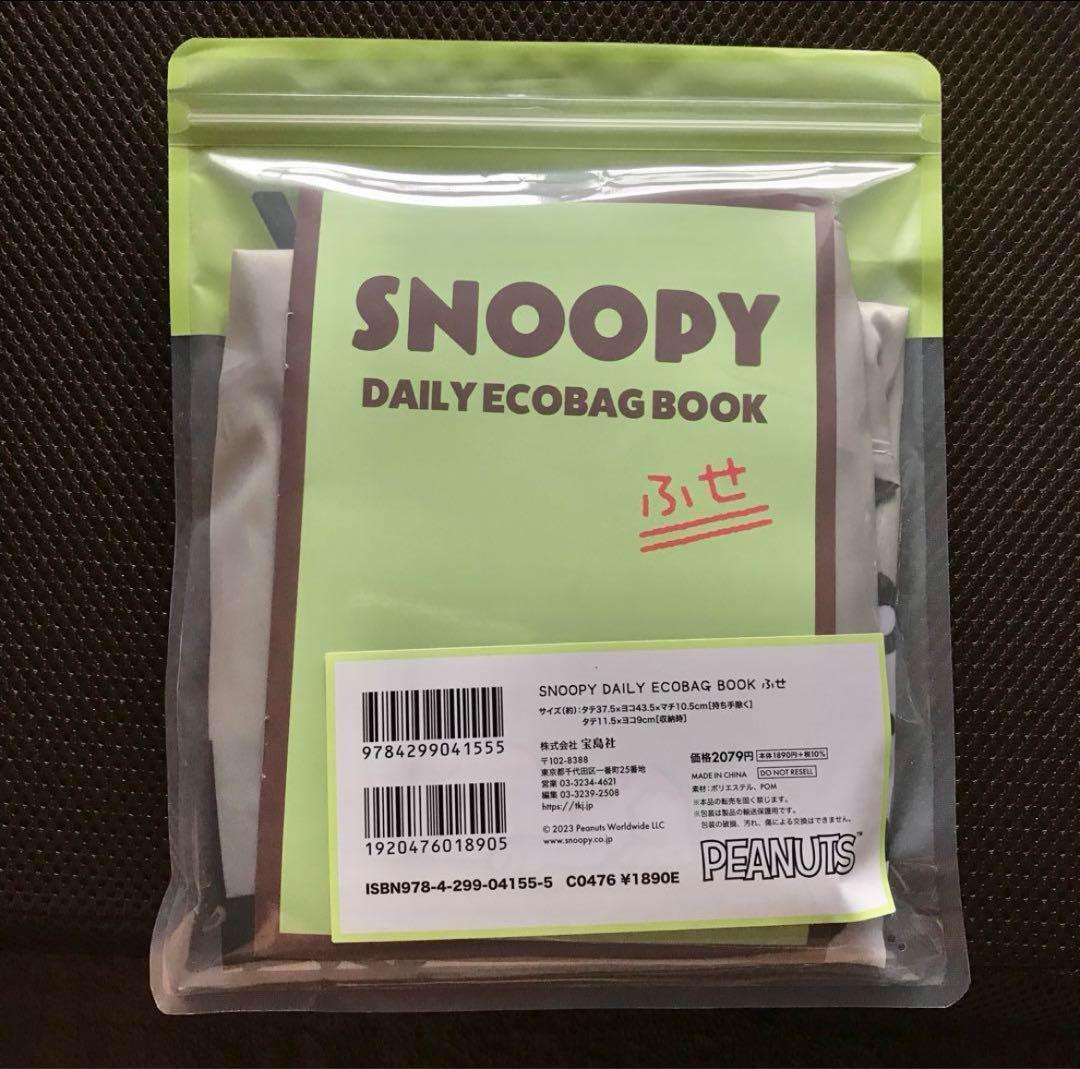 SNOOPY
DAILY ECOBAG BOOK
ふせ
SNOOPY DAILY ECOBAG BOOK ふせ
サイズ(約):タテ37.5×ヨコ43.5×マチ10.5cm[持ち手除く]
タテ11.5×ヨコ9cm[収納時]
9784299041555
株式会社 宝島社
〒102-8388
東京都千代田区一番町25番地
営業 03-3234-4621
編集 03-3239-2508
https://tkj.jp
© 2023 Peanuts Worldwide LLC
www.snoopy.co.jp
1920476018905
価格2079円 本体1890円+税10%
MADE IN CHINA DO NOT RESELL
素材:ポリエステル、POM
※本品の転売を固く禁じます。
※包装は製品の輸送保護用です。
包装の破損、汚れ、傷による交換はできません。
PEANUTS™
ISBN978-4-299-04155-5 C0476 ¥1890E